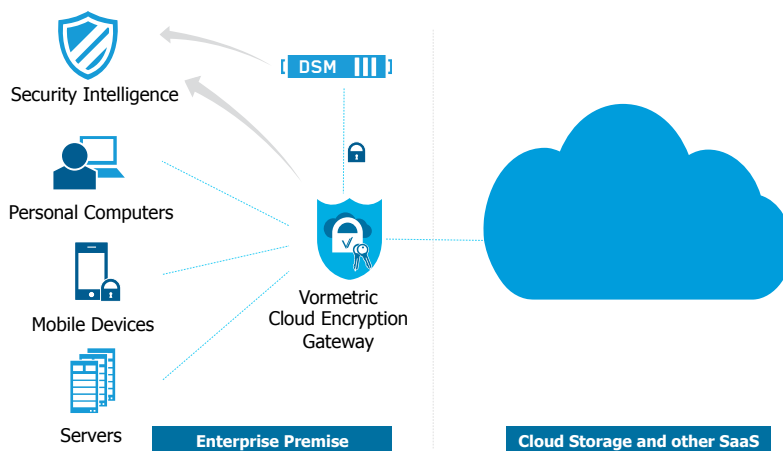 DSM
Security Intelligence
Personal Computers
Mobile Devices
Vormetric
Cloud Encryption
Gateway
Servers
Enterprise Premise
Cloud Storage and other SaaS